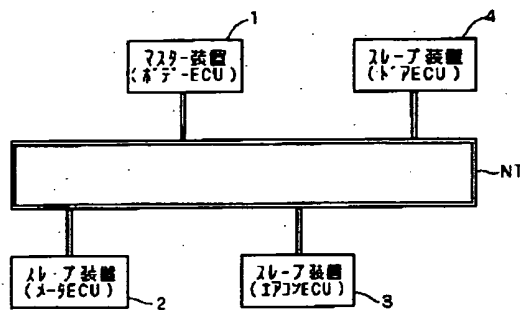 1
マスター装置
(ボデーECU)
4
スレーブ装置
(ドアECU)
NT
スレーブ装置
(メータECU)
2
スレーブ装置
(エアコンECU)
3